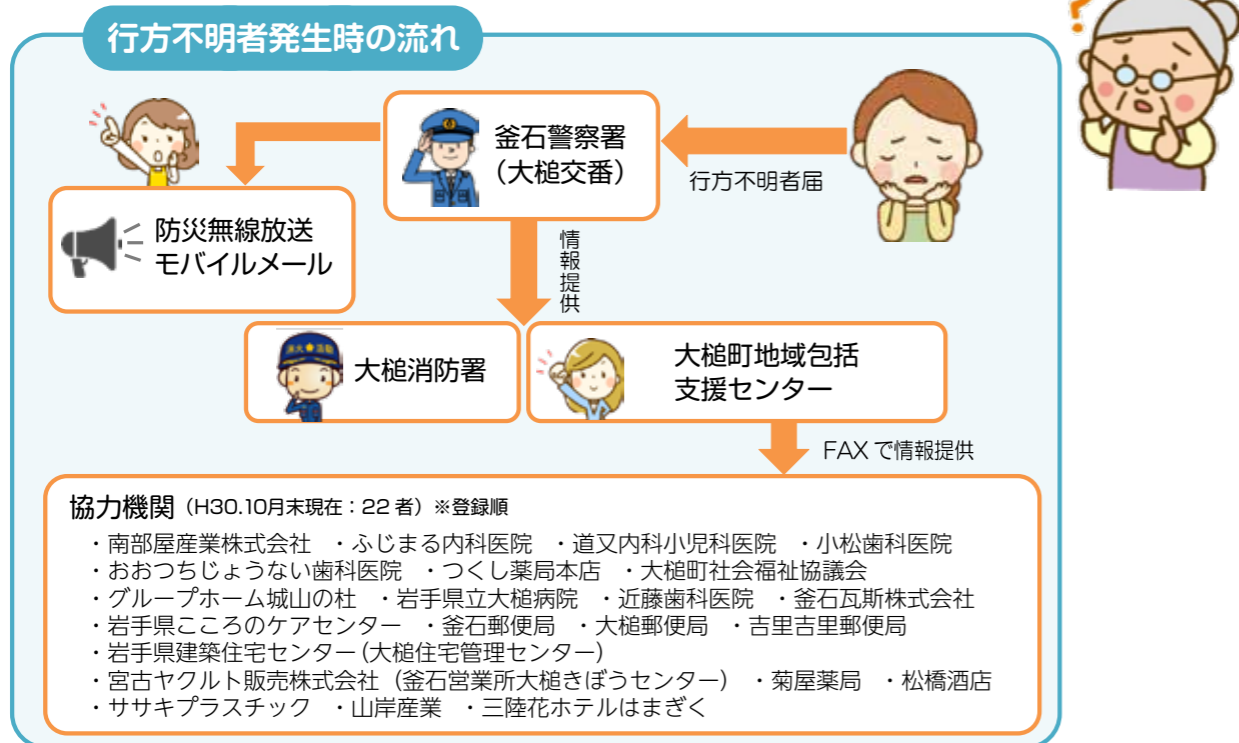 行方不明者発生時の流れ
?
釜石警察署
（大槌交番）
行方不明者届
防災無線放送
モバイルメール
情報提供
大槌消防署
大槌町地域包括
支援センター
FAXで情報提供
協力機関（H30.10月末現在：22者）※登録順
・南部屋産業株式会社　・ふじまる内科医院　・道又内科小児科医院　・小松歯科医院
・おおつちじょうない歯科医院　・つくし薬局本店　・大槌町社会福祉協議会
・グループホーム城山の杜　・岩手県立大槌病院　・近藤歯科医院　・釜石瓦斯株式会社
・岩手県こころのケアセンター　・釜石郵便局　・大槌郵便局　・吉里吉里郵便局
・岩手県建築住宅センター(大槌住宅管理センター)
・宮古ヤクルト販売株式会社（釜石営業所大槌きぼうセンター）　・菊屋薬局　・松橋酒店
・ササキプラスチック　・山岸産業　・三陸花ホテルはまぎく